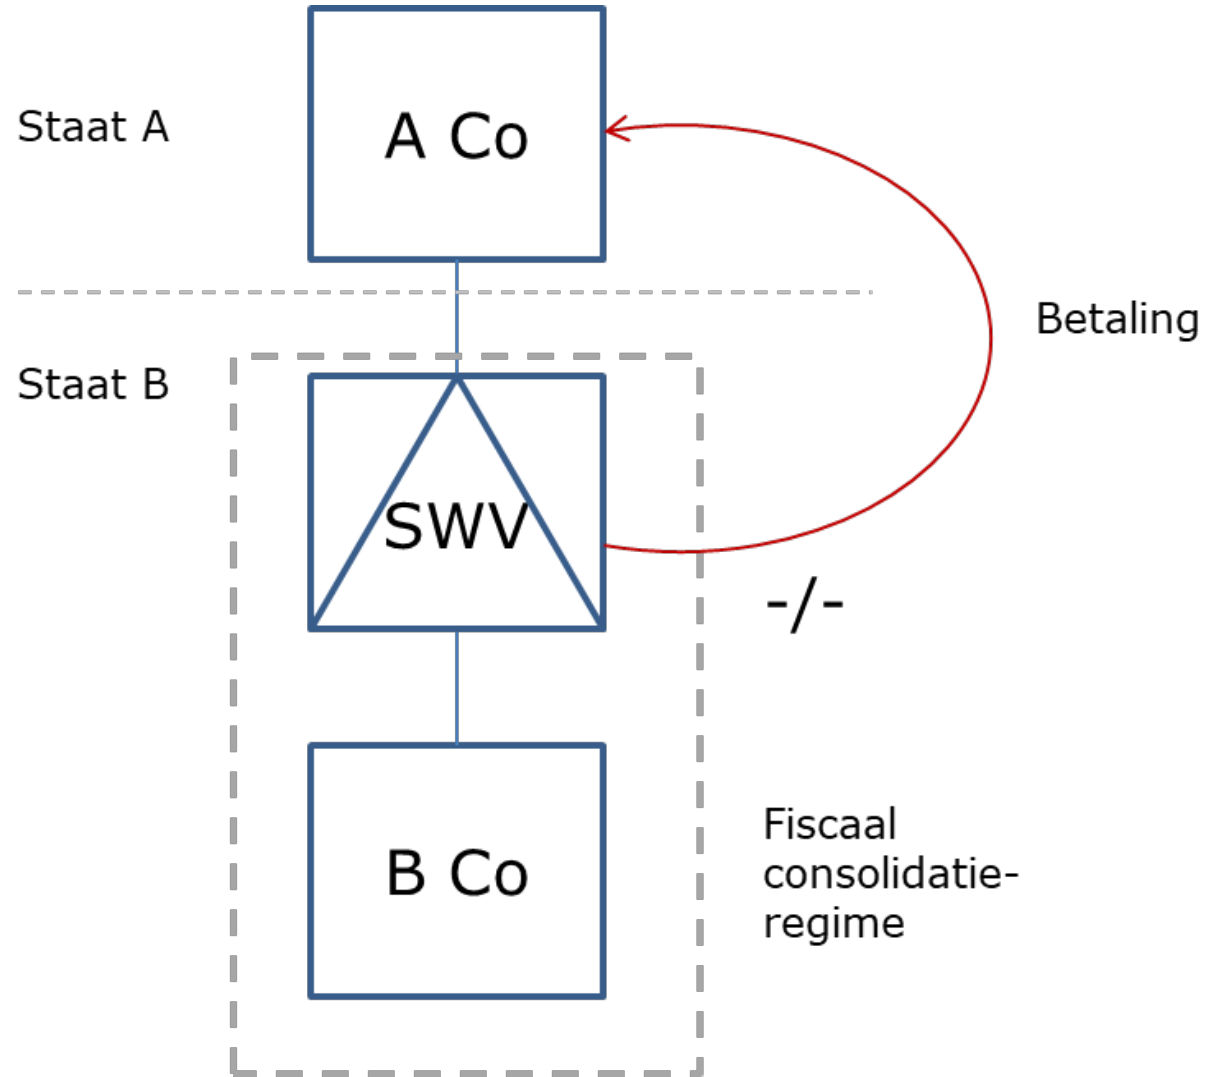 Staat A
A Co
Betaling
Staat B
SWV
-/-
B Co
Fiscaal
consolidatie-
regime